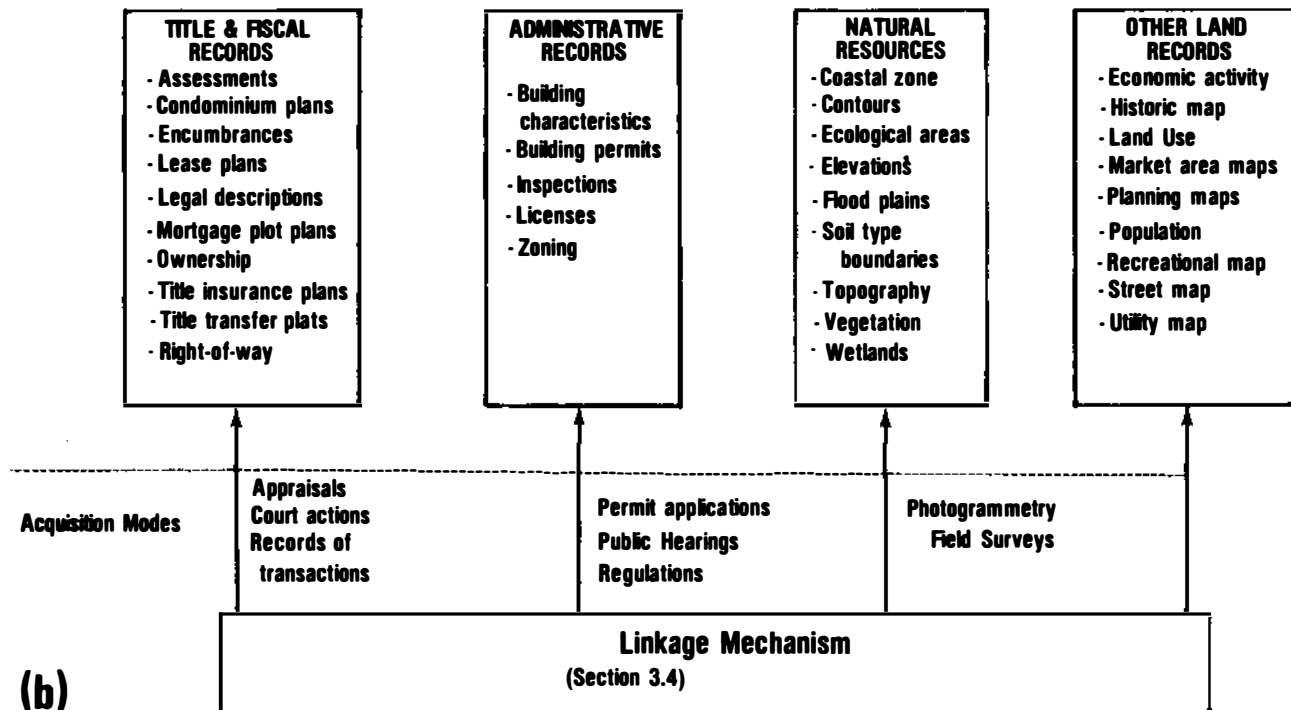 TITLE & FISCAL
RECORDS
- Assessments
- Condominium plans
- Encumbrances
- Lease plans
- Legal descriptions
- Mortgage plot plans
- Ownership
- Title insurance plans
- Title transfer plats
- Right-of-way
ADMINISTRATIVE
RECORDS
- Building
characteristics
- Building permits
- Inspections
- Licenses
- Zoning
NATURAL
RESOURCES
- Coastal zone
- Contours
- Ecological areas
- Elevations
- Flood plains
- Soil type
boundaries
- Topography
- Vegetation
- Wetlands
OTHER LAND
RECORDS
- Economic activity
- Historic map
- Land Use
- Market area maps
- Planning maps
- Population
- Recreational map
- Street map
- Utility map
Acquisition Modes
Appraisals
Court actions
Records of
transactions
Permit applications
Public Hearings
Regulations
Photogrammetry
Field Surveys
Linkage Mechanism
(Section 3.4)
(b)